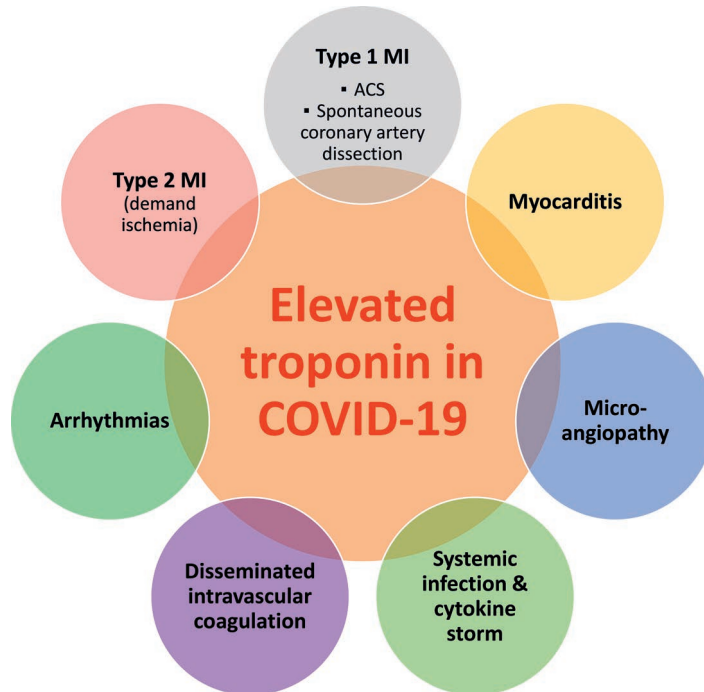 Type 1 MI
▪ ACS
▪ Spontaneous
coronary artery
dissection
Type 2 MI
(demand
ischemia)
Myocarditis
Elevated
troponin in
COVID-19
Arrhythmias
Micro-
angiopathy
Disseminated
intravascular
coagulation
Systemic
infection &
cytokine
storm